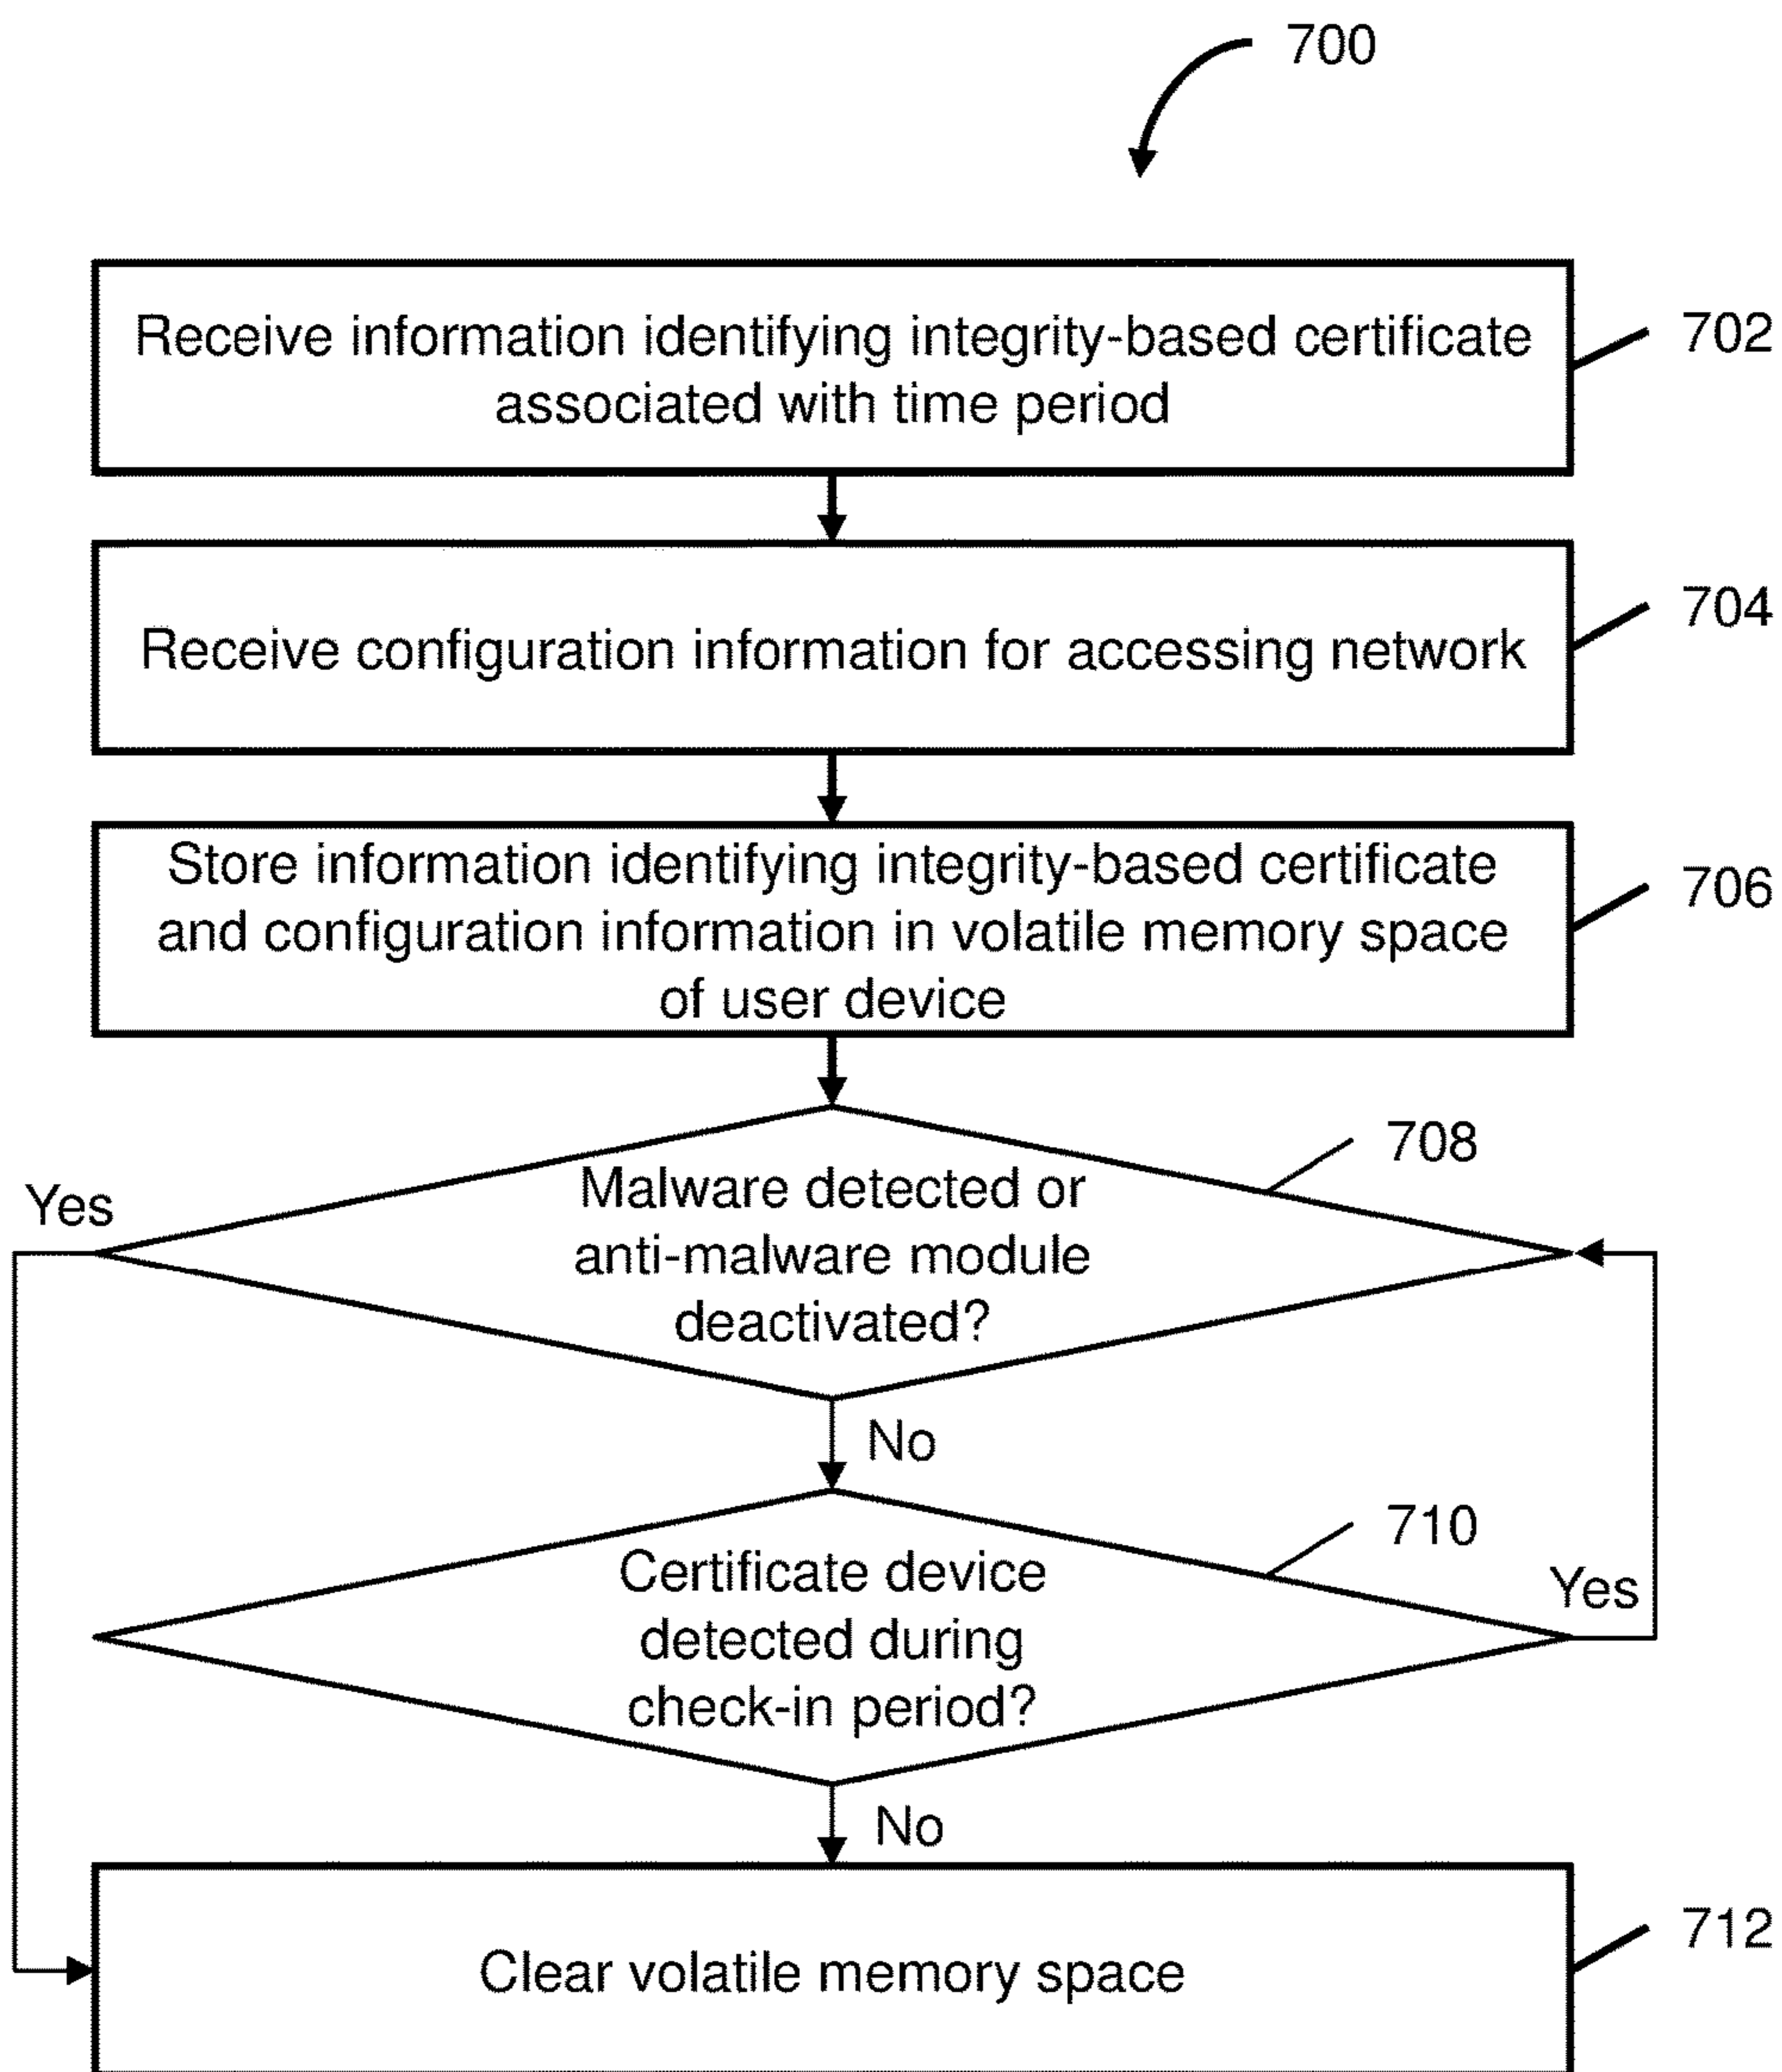 700
Receive information identifying integrity-based certificate
associated with time period
702
Receive configuration information for accessing network
704
Store information identifying integrity-based certificate
and configuration information in volatile memory space
of user device
706
Malware detected or
anti-malware module
deactivated?
708
Yes
No
Certificate device
detected during
check-in period?
710
Yes
No
Clear volatile memory space
712